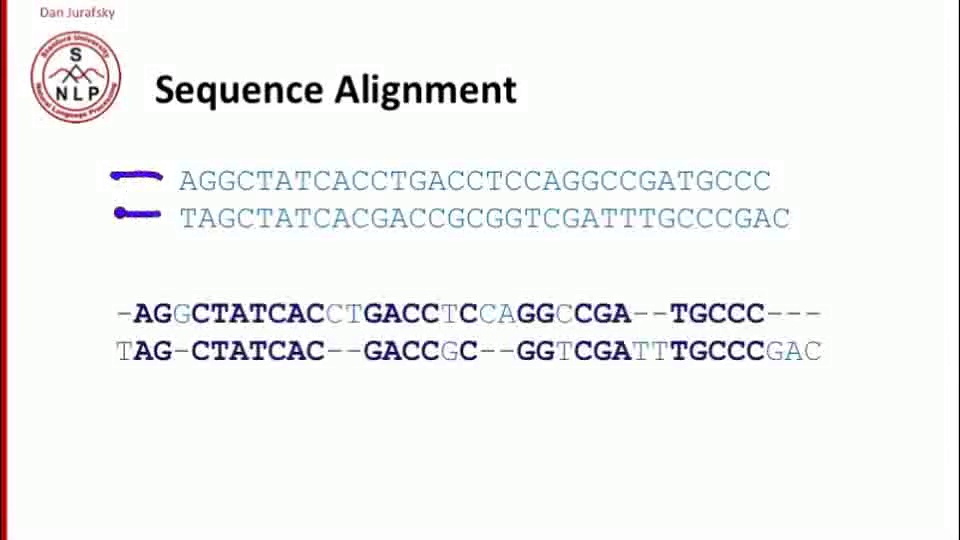 Dan Jurafsky
Stanford University
S
NLP
Natural Language Processing
Sequence Alignment
AGGCTATCACCTGACCTCCAGGCCGATGCCC
TAGCTATCACGACCGCGGTCGATTTGCCCGAC
-AGGCTATCACCTGACCTCCAGGCCGA--TGCCC---
TAG-CTATCAC--GACCGC--GGTCGATTTGCCCGAC